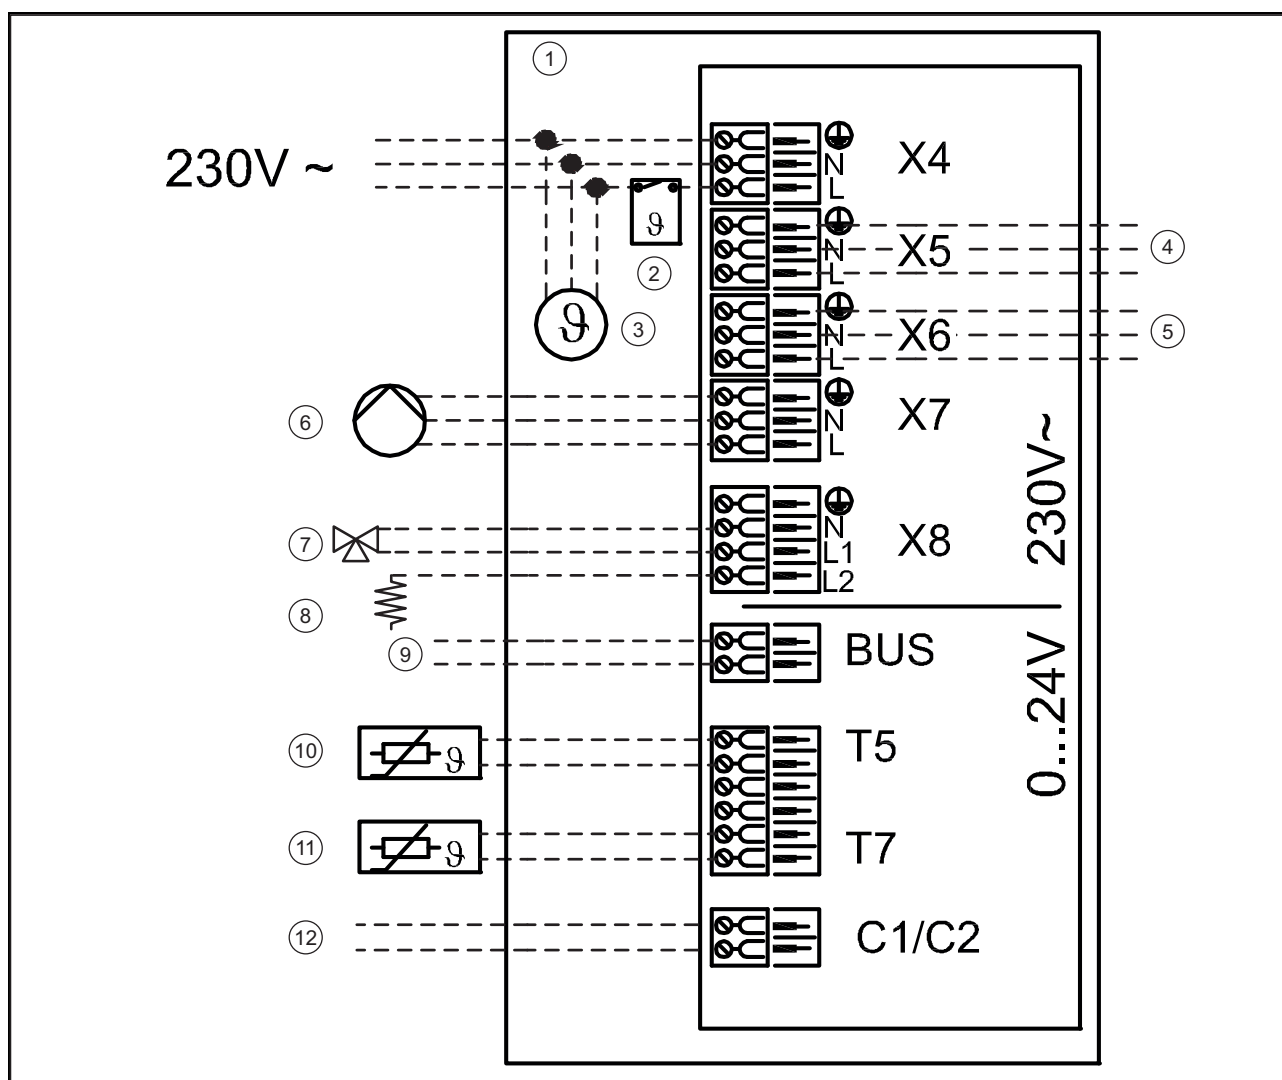 1
230V ~
N
L
X4
ϑ
2
N
L
X5
4
ϑ
3
N
L
X6
5
6
N
L
X7
230V~
7
N
L1
L2
X8
8
9
BUS
0...24V
10
ϑ
T5
11
ϑ
T7
12
C1/C2